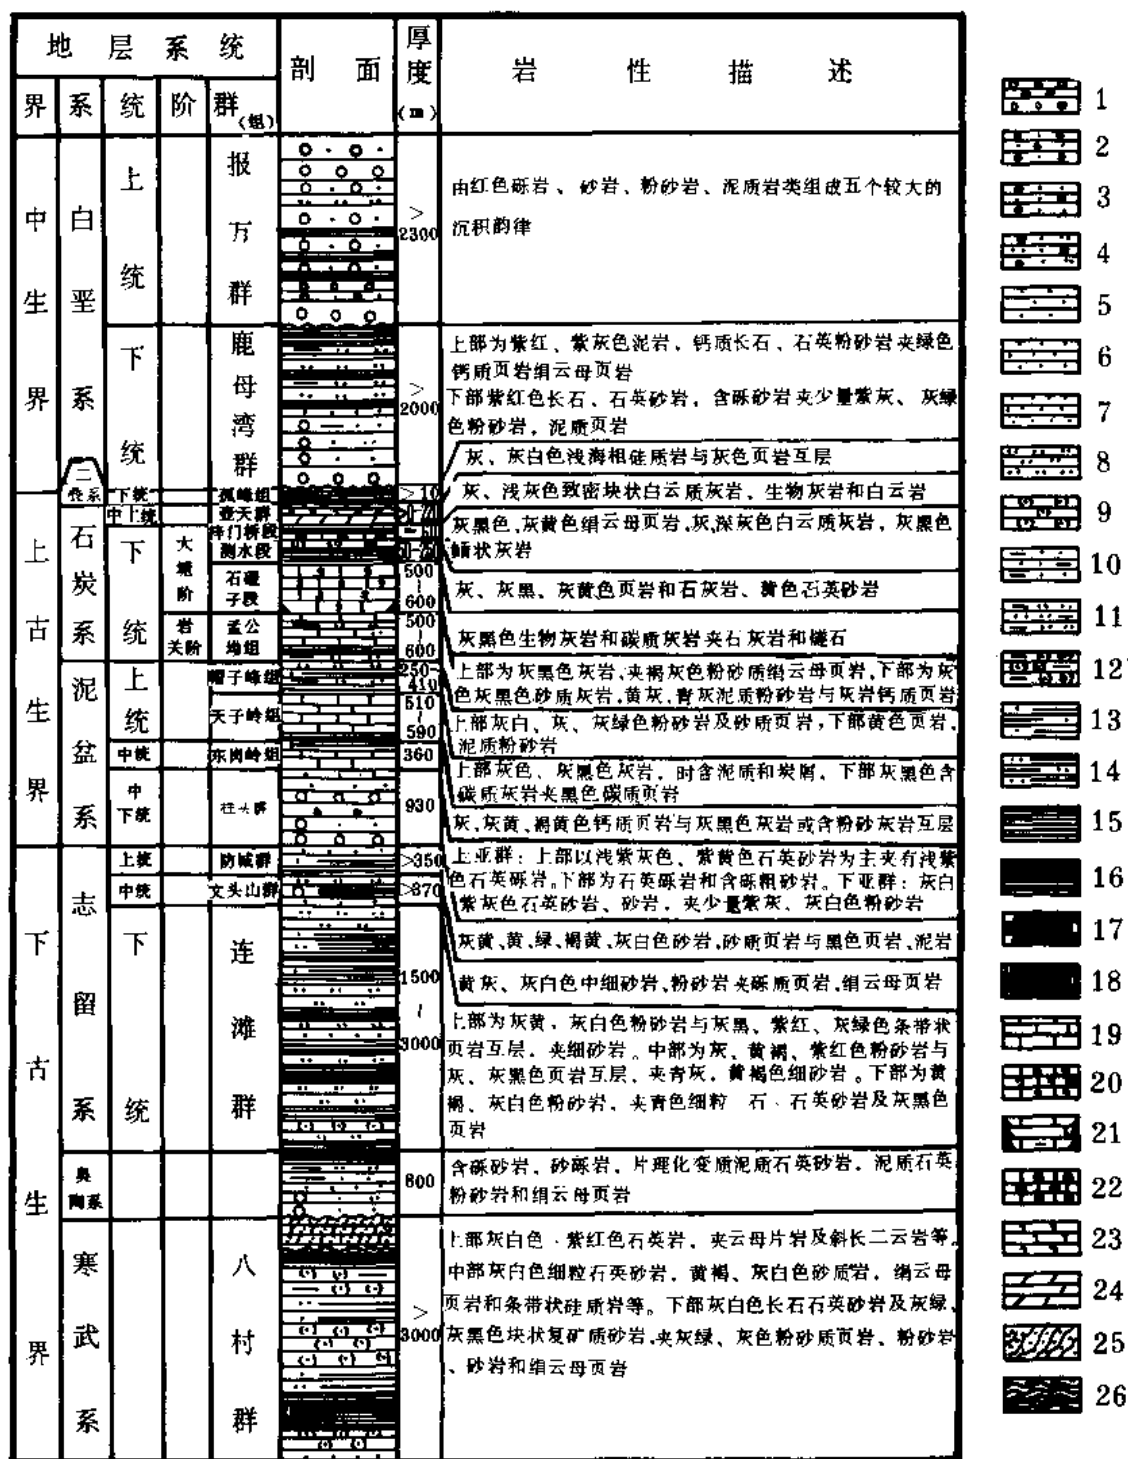 地层系统
剖面
厚度
(m)
岩性描述
界
系
统
阶
群(组)
中生界
白垩系
上统
报万群
>2300
由红色砾岩、砂岩、粉砂岩、泥质岩类组成五个较大的
沉积韵律
下统
鹿母湾群
>2000
上部为紫红、紫灰色泥岩,钙质长石、石英粉砂岩夹绿色
钙质页岩绢云母页岩
下部紫红色长石、石英砂岩,含砾砂岩夹少量紫灰、灰绿
色粉砂岩,泥质页岩
上古生界
二叠系
下统
孤峰组
>10
灰、灰白色浅海相硅质岩与灰色页岩互层
石炭系
中上统
壶天群
灰、浅灰色致密块状白云质灰岩,生物灰岩和白云岩
下统
大塘阶
梓门桥段
灰黑色,灰黄色绢云母页岩,灰,深灰色白云质灰岩,灰黑色
鲕状灰岩
测水段
灰、灰黑、灰黄色页岩和石灰岩、黄色石英砂岩
石磴子段
500
~
600
灰黑色生物灰岩和碳质灰岩夹石灰岩和燧石
岩关阶
孟公坳组
500
~
600
上部为灰黑色灰岩,夹褐灰色粉砂质绢云母页岩,下部为灰
色灰黑色砂质灰岩,黄灰,青灰泥质粉砂岩与灰岩钙质页岩
泥盆系
上统
帽子峰组
250-
410
上部灰白、灰、灰绿色粉砂岩及砂质页岩,下部黄色页岩,
泥质粉砂岩
天子岭组
510
~
590
上部灰色、灰黑色灰岩,时含泥质和炭屑,下部灰黑色含
碳质灰岩夹黑色碳质页岩
中统
东岗岭组
360
灰,灰黄,褐黄色钙质页岩与灰黑色灰岩或含粉砂灰岩互层
中下统
桂头群
930
上亚群:上部以浅紫灰色、紫黄色石英砂岩为主夹有浅紫
色石英砾岩。下部为石英砾岩和含砾粗砂岩。下亚群:灰白
紫灰色石英砂岩、砂岩,夹少量紫灰、灰白色粉砂岩
下古生界
志留系
上统
防城群
>350
灰黄、黄、绿、褐黄、灰白色砂岩,砂质页岩与黑色页岩、泥岩
中统
文头山群
>870
黄灰、灰白色中细砂岩、粉砂岩夹砾质页岩,绢云母页岩
下统
连滩群
1500
~
3000
上部为灰黄,灰白色粉砂岩与灰黑、紫红、灰绿色条带状
页岩互层,夹细砂岩。中部为灰、黄褐、紫红色粉砂岩与
灰、灰黑色页岩互层、夹青灰,黄褐色细砂岩。下部为黄
褐、灰白色粉砂岩,夹青色细粒 石、石英砂岩及灰黑色
页岩
奥陶系
800
含砾砂岩,砂砾岩,片理化变质泥质石英砂岩,泥质石英
粉砂岩和绢云母页岩
寒武系
八村群
>3000
上部灰白色、紫红色石英岩,夹云母片岩及斜长二云岩等。
中部灰白色细粒石英砂岩,黄褐、灰白色砂质岩,绢云母
页岩和条带状硅质岩等。下部灰白色长石石英砂岩及灰绿、
灰黑色块状复矿质砂岩,夹灰绿、灰色粉砂质页岩,粉砂岩
、砂岩和绢云母页岩
1
2
3
4
5
6
7
8
9
10
11
12
13
14
15
16
17
18
19
20
21
22
23
24
25
26